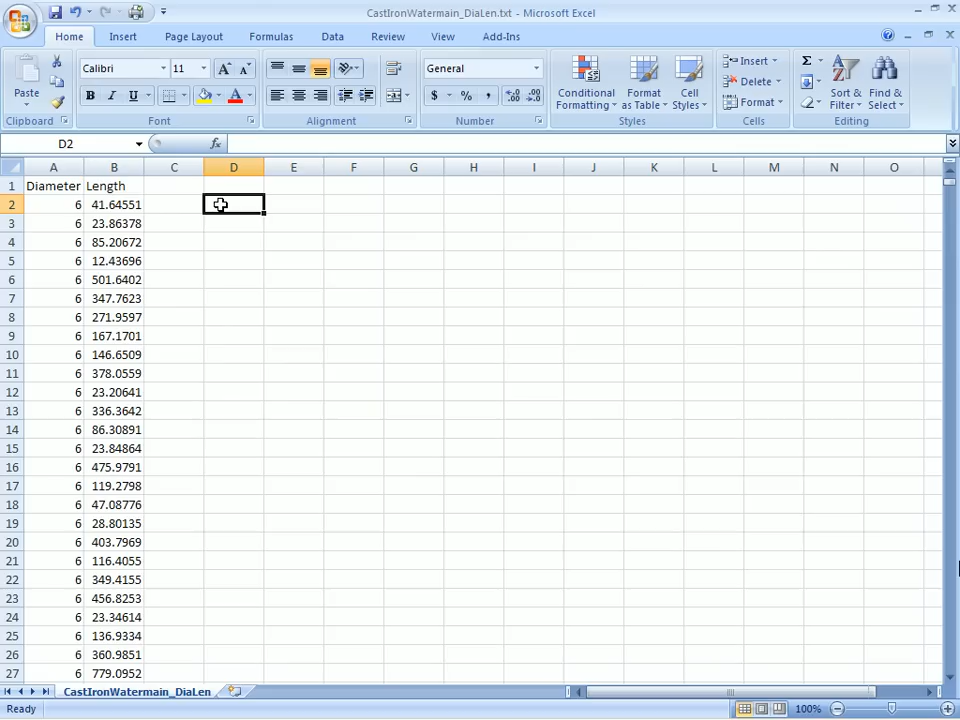 CastIronWatermain_DiaLen.txt - Microsoft Excel
Home Insert Page Layout Formulas Data Review View Add-Ins
Calibri 11 General Insert
Delete
Format
Paste Conditional Formatting Format as Table Cell Styles Sort & Filter Find & Select
Clipboard Font Alignment Number Styles Cells Editing
D2 fx
A B C D E F G H I J K L M N O
1 Diameter Length
2 6 41.64551
3 6 23.86378
4 6 85.20672
5 6 12.43696
6 6 501.6402
7 6 347.7623
8 6 271.9597
9 6 167.1701
10 6 146.6509
11 6 378.0559
12 6 23.20641
13 6 336.3642
14 6 86.30891
15 6 23.84864
16 6 475.9791
17 6 119.2798
18 6 47.08776
19 6 28.80135
20 6 403.7969
21 6 116.4055
22 6 349.4155
23 6 456.8253
24 6 23.34614
25 6 136.9334
26 6 360.9851
27 6 779.0952
CastIronWatermain_DiaLen
Ready 100%